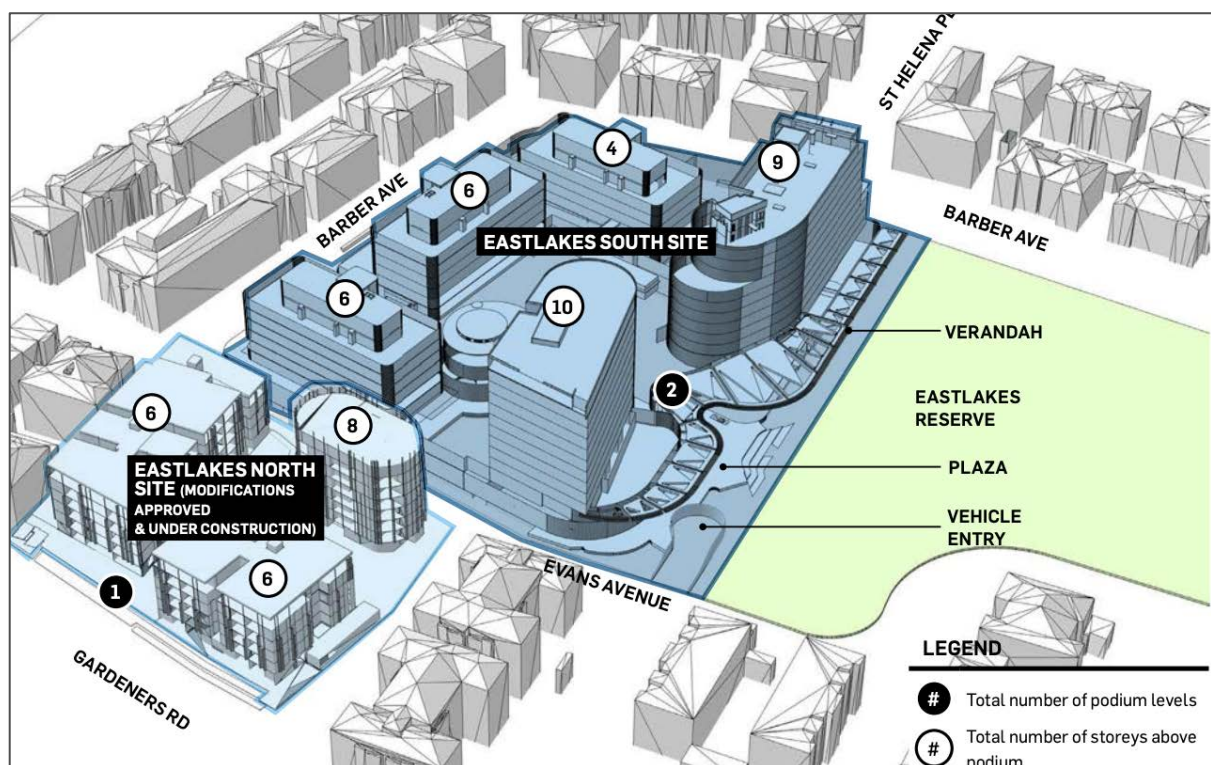 ST HELENA PL
4
9
6
BARBER AVE
BARBER AVE
EASTLAKES SOUTH SITE
6
10
VERANDAH
2
EASTLAKES
RESERVE
6
8
EASTLAKES NORTH
SITE (MODIFICATIONS
APPROVED
& UNDER CONSTRUCTION)
PLAZA
VEHICLE
ENTRY
6
EVANS AVENUE
1
GARDENERS RD
LEGEND
# Total number of podium levels
# Total number of storeys above
podium